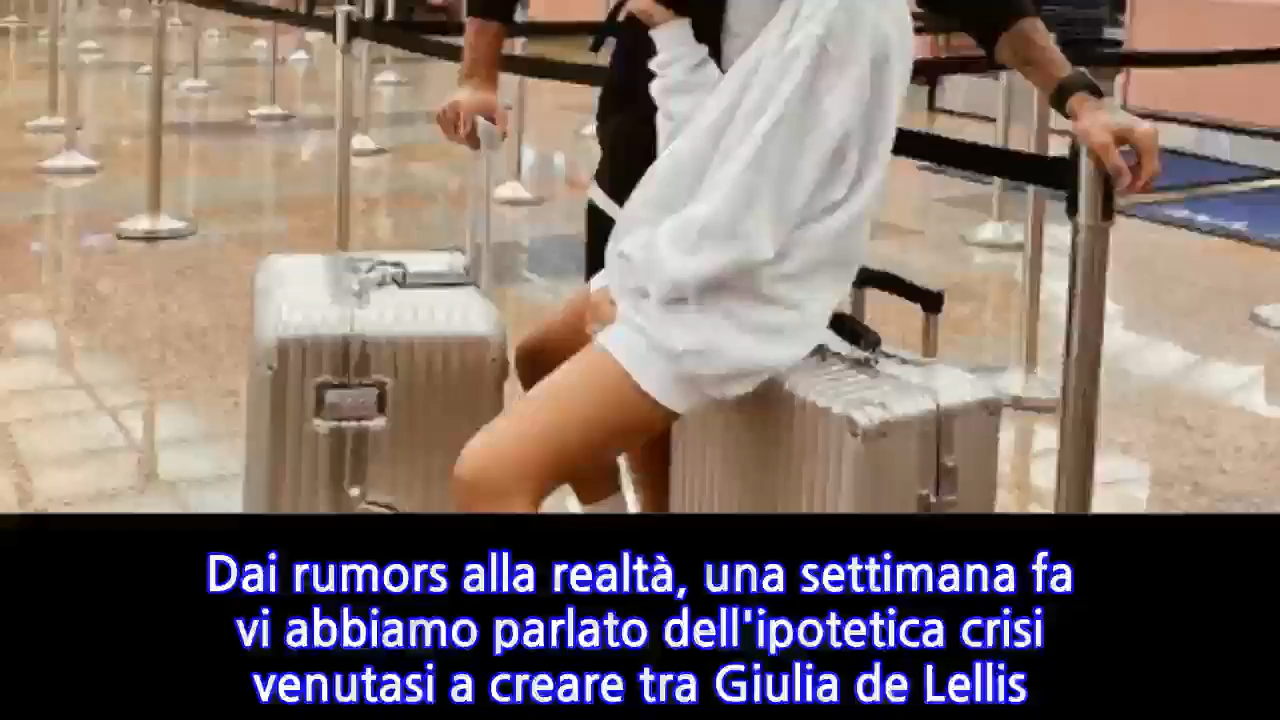 Dai rumors alla realtà, una settimana fa
vi abbiamo parlato dell'ipotetica crisi
venutasi a creare tra Giulia de Lellis